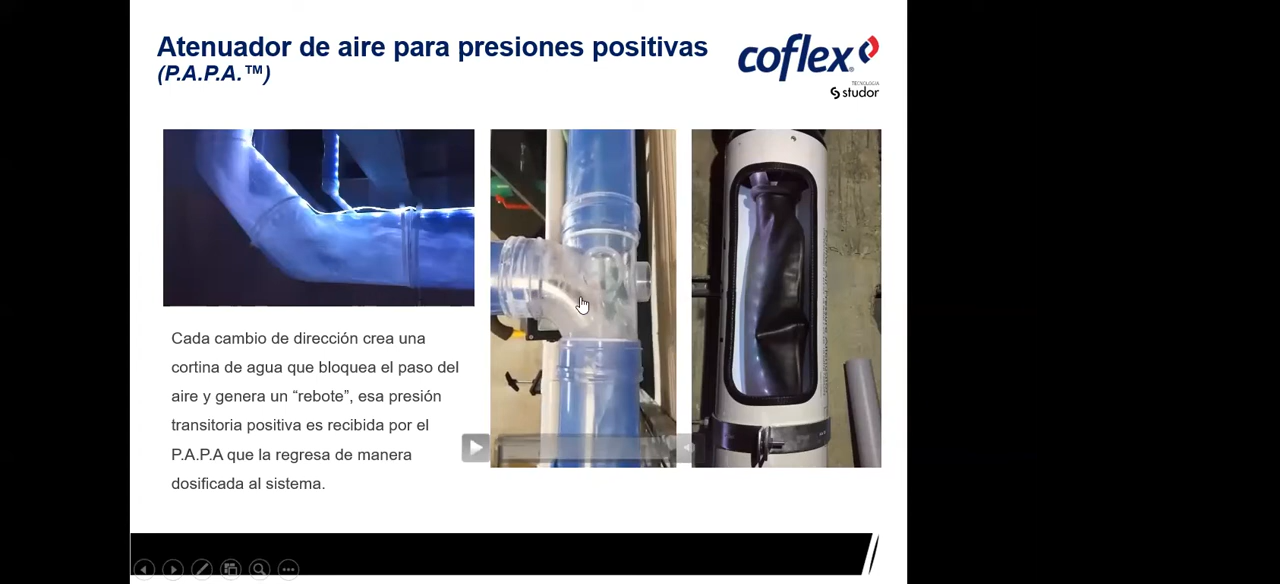 Atenuador de aire para presiones positivas
(P.A.P.A.™)
coflex®
TECNOLOGÍA
studor
Cada cambio de dirección crea una
cortina de agua que bloquea el paso del
aire y genera un “rebote”, esa presión
transitoria positiva es recibida por el
P.A.P.A que la regresa de manera
dosificada al sistema.